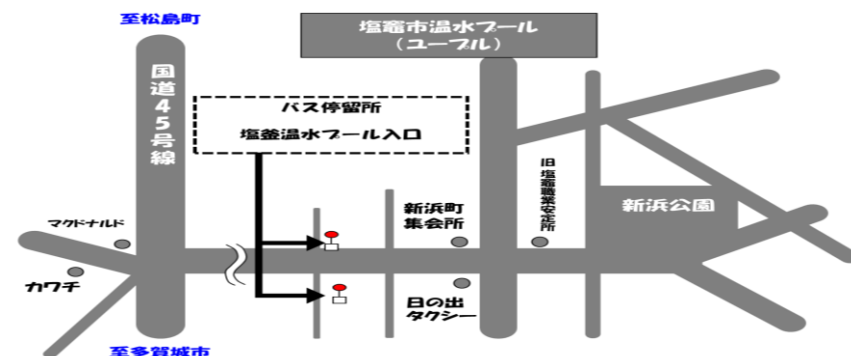 至松島町
塩竈市温水プール
(ユープル)
国道45号線
バス停留所
塩釜温水プール入口
旧塩竈職業安定所
新浜町
集会所
新浜公園
マクドナルド
カワチ
日の出
タクシー
至多賀城市